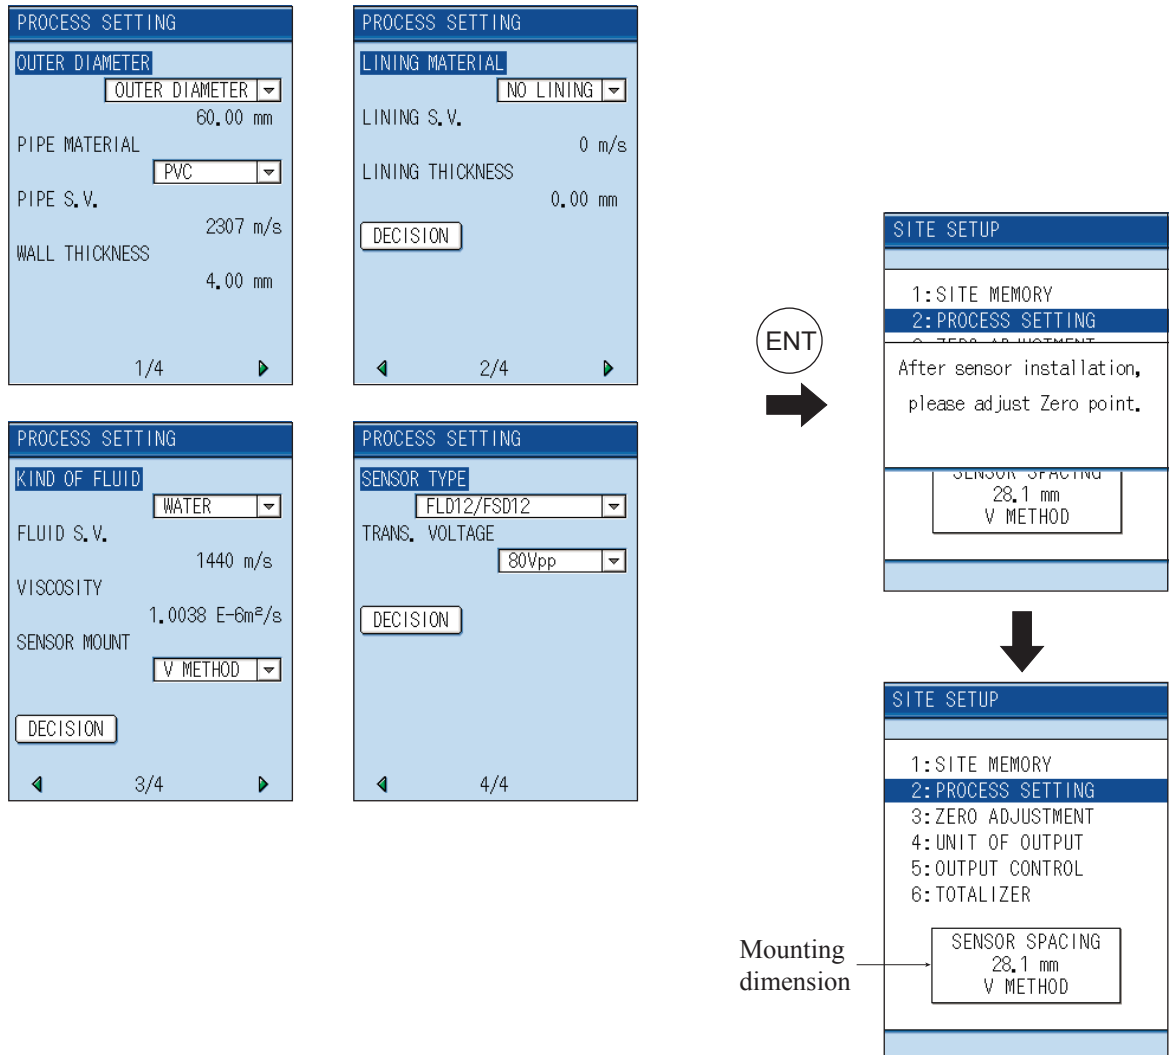 PROCESS SETTING
OUTER DIAMETER
OUTER DIAMETER
60.00 mm
PIPE MATERIAL
PVC
PIPE S.V.
2307 m/s
WALL THICKNESS
4.00 mm
1/4
PROCESS SETTING
LINING MATERIAL
NO LINING
LINING S.V.
0 m/s
LINING THICKNESS
0.00 mm
DECISION
2/4
PROCESS SETTING
KIND OF FLUID
WATER
FLUID S.V.
1440 m/s
VISCOSITY
1.0038 E-6m²/s
SENSOR MOUNT
V METHOD
DECISION
3/4
PROCESS SETTING
SENSOR TYPE
FLD12/FSD12
TRANS. VOLTAGE
80Vpp
DECISION
4/4
ENT
SITE SETUP
1:SITE MEMORY
2:PROCESS SETTING
3:ZERO ADJUSTMENT
After sensor installation,
please adjust Zero point.
SENSOR SPACING
28.1 mm
V METHOD
SITE SETUP
1:SITE MEMORY
2:PROCESS SETTING
3:ZERO ADJUSTMENT
4:UNIT OF OUTPUT
5:OUTPUT CONTROL
6:TOTALIZER
SENSOR SPACING
28.1 mm
V METHOD
Mounting
dimension